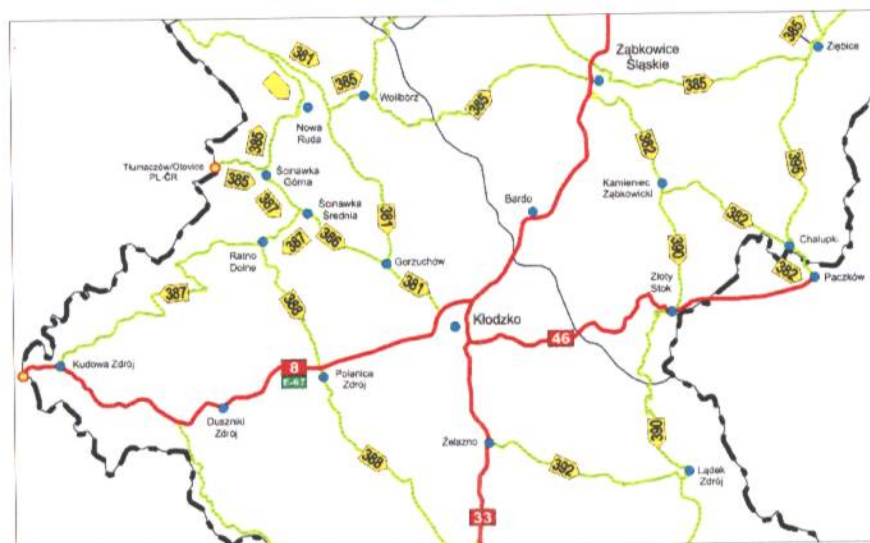 381
385
Ziębice
Ząbkowice
Śląskie
385
Wolibórz
385
385
Nowa
Ruda
385
382
395
Tłumaczów/Otovice
PL-ČR
385
Ścinawka
Górna
387
Ścinawka
Średnia
387
386
381
Bardo
Kamieniec
Ząbkowicki
382
390
Chałupki
382
Paczków
Ratno
Dolne
Gorzuchów
381
387
388
Złoty
Stok
Kłodzko
46
Kudowa Zdrój
8
E-67
Polanica
Zdrój
Duszniki
Zdrój
388
Żelazno
392
390
Lądek
Zdrój
33